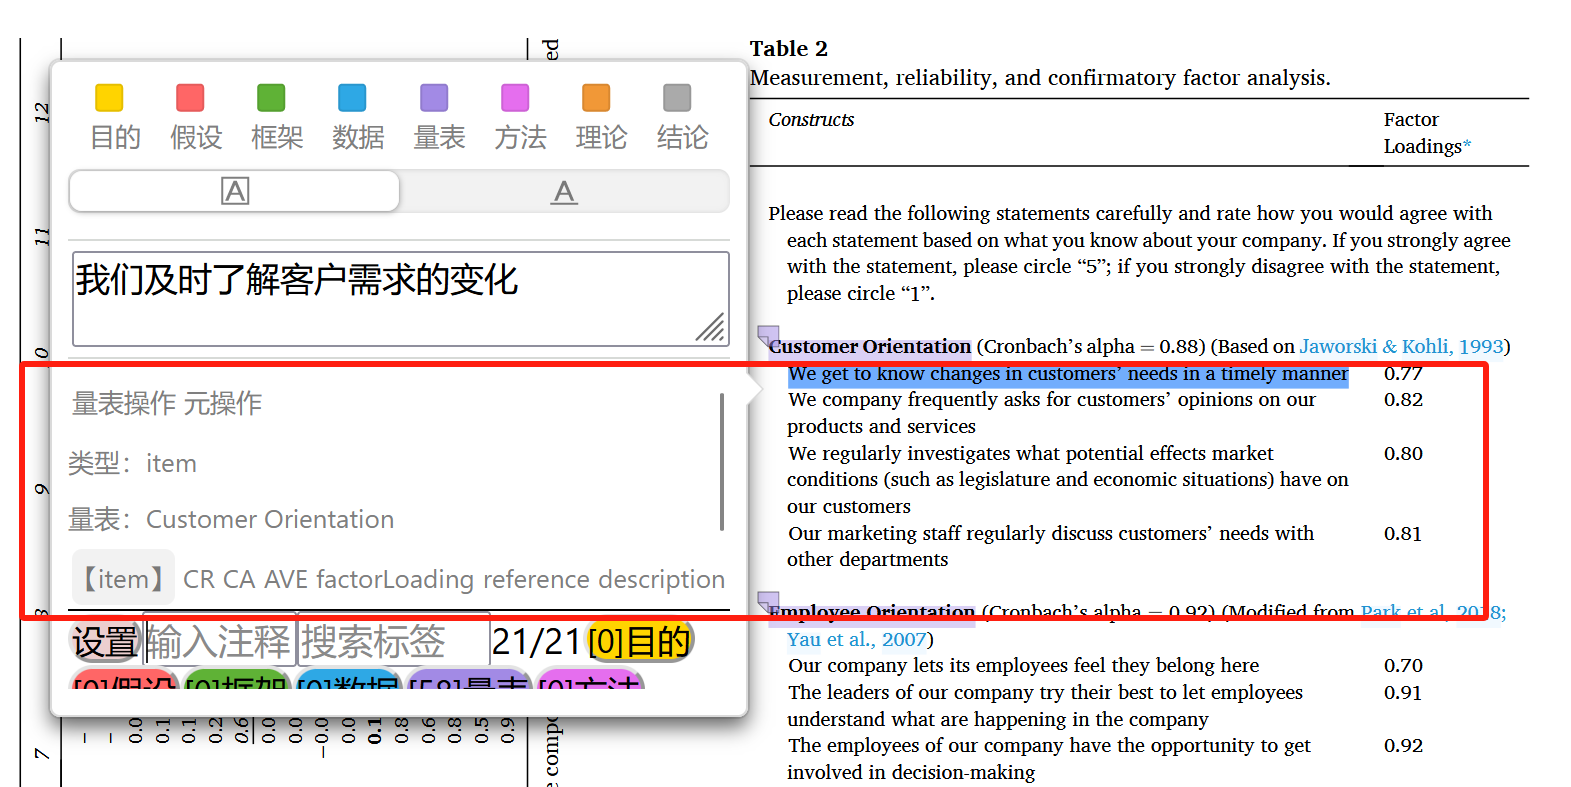 目的 假设 框架 数据 量表 方法 理论 结论
A A
我们及时了解客户需求的变化
量表操作 元操作
类型：item
量表：Customer Orientation
【item】 CR CA AVE factorLoading reference description
设置 输入注释 搜索标签 21/21 [0]目的
[0]假设 [0]框架 [0]数据 [58]量表 [0]方法
12
11
0
9
8
7
ed
e compo
0.0
0.1
0.1
0.2
0.6
0.0
0.0
−0.0
0.0
0.1
0.8
0.6
0.8
0.5
0.9
Table 2
Measurement, reliability, and confirmatory factor analysis.
Constructs Factor
Loadings*
Please read the following statements carefully and rate how you would agree with
each statement based on what you know about your company. If you strongly agree
with the statement, please circle “5”; if you strongly disagree with the statement,
please circle “1”.
Customer Orientation (Cronbach’s alpha = 0.88) (Based on Jaworski & Kohli, 1993)
We get to know changes in customers’ needs in a timely manner 0.77
We company frequently asks for customers’ opinions on our 0.82
products and services
We regularly investigates what potential effects market 0.80
conditions (such as legislature and economic situations) have on
our customers
Our marketing staff regularly discuss customers’ needs with 0.81
other departments
Employee Orientation (Cronbach’s alpha = 0.92) (Modified from Park et al., 2018;
Yau et al., 2007)
Our company lets its employees feel they belong here 0.70
The leaders of our company try their best to let employees 0.91
understand what are happening in the company
The employees of our company have the opportunity to get 0.92
involved in decision-making